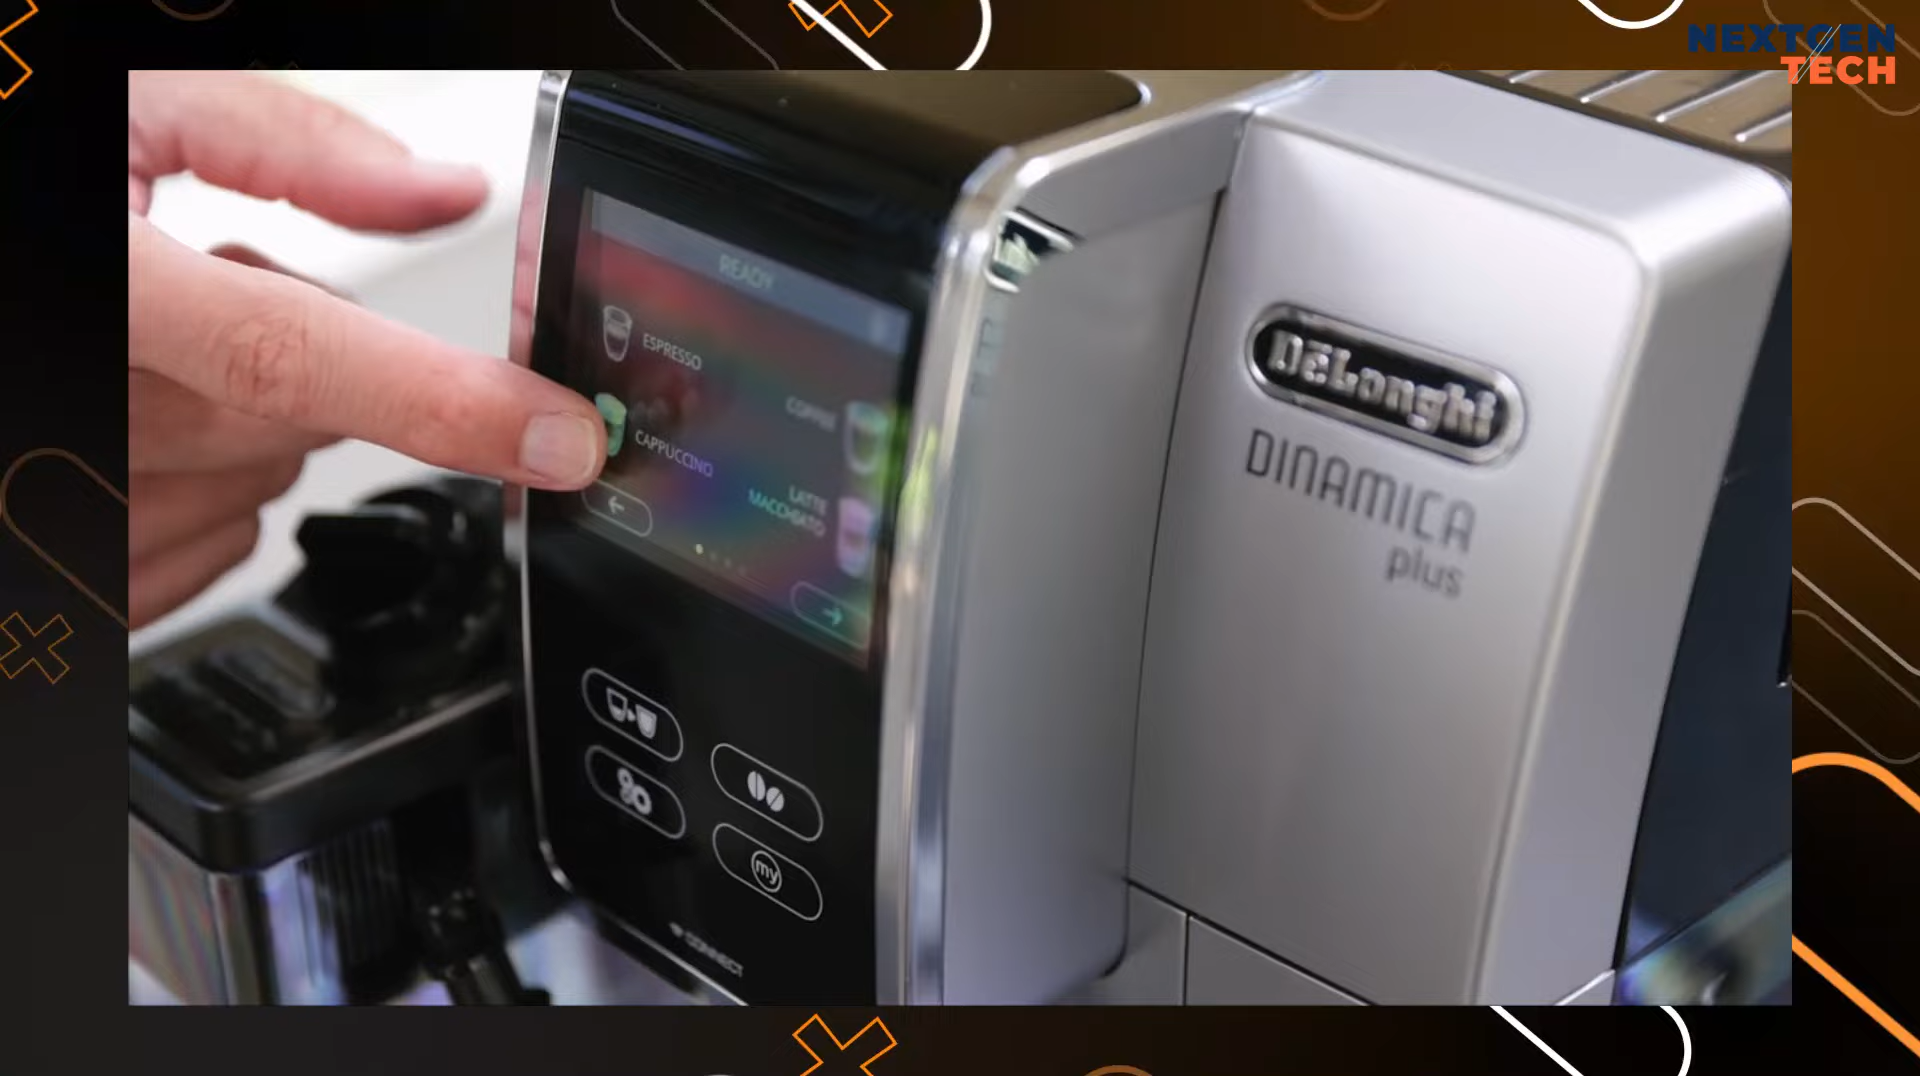 NEXTGEN
TECH
READY
ESPRESSO
COFFEE
CAPPUCCINO
LATTE
MACCHIATO
my
CONNECT
DeLonghi
DINAMICA
plus